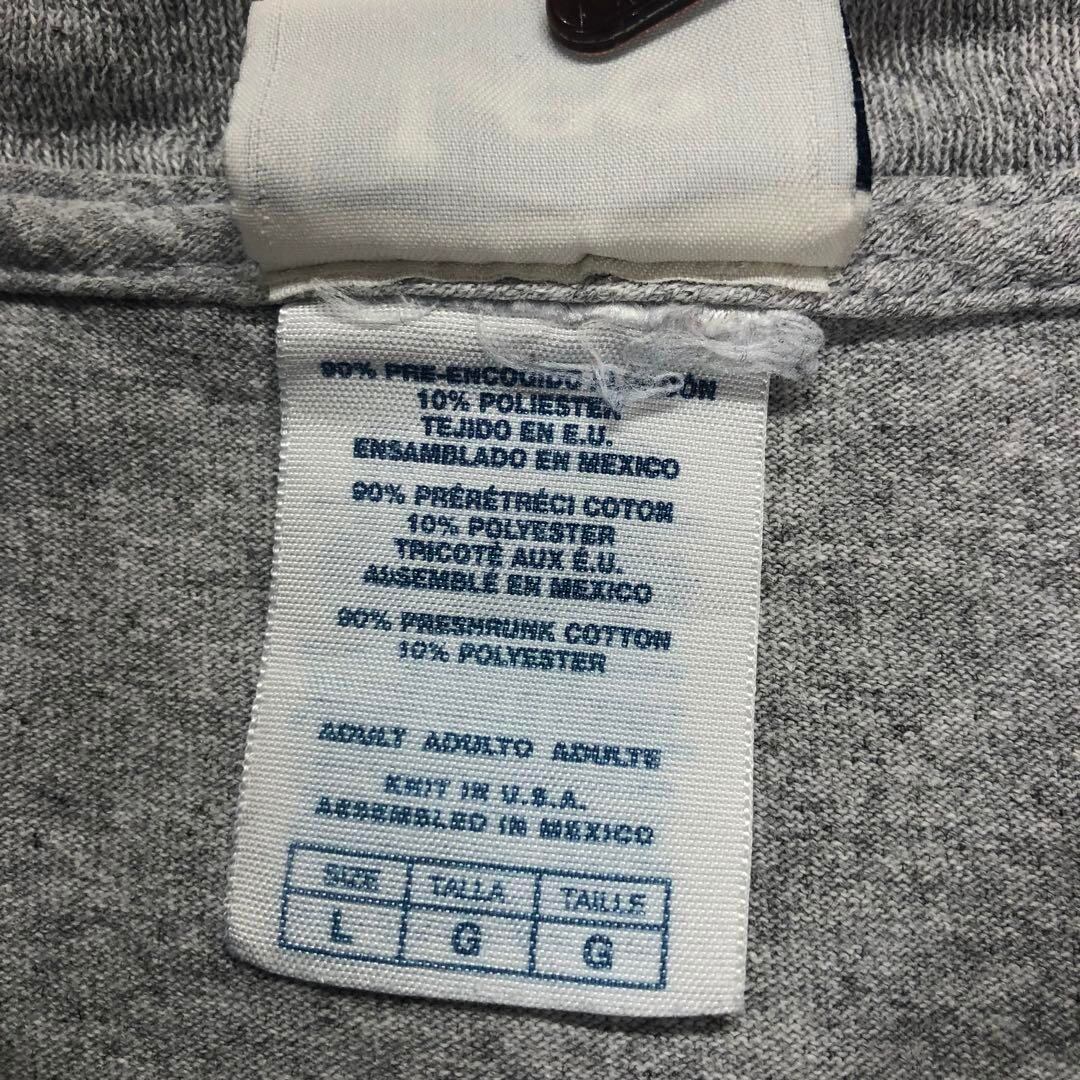 90% PRE-ENCOGIDO ALGODÓN
10% POLIESTER
TEJIDO EN E.U.
ENSAMBLADO EN MEXICO
90% PRÉRÉTRÉCI COTON
10% POLYESTER
TRICOTÉ AUX É.U.
ASSEMBLÉ EN MEXICO
90% PRESHRUNK COTTON
10% POLYESTER
ADULT ADULTO ADULTE
KNIT IN U.S.A.
ASSEMBLED IN MEXICO
SIZE TALLA TAILLE
L G G